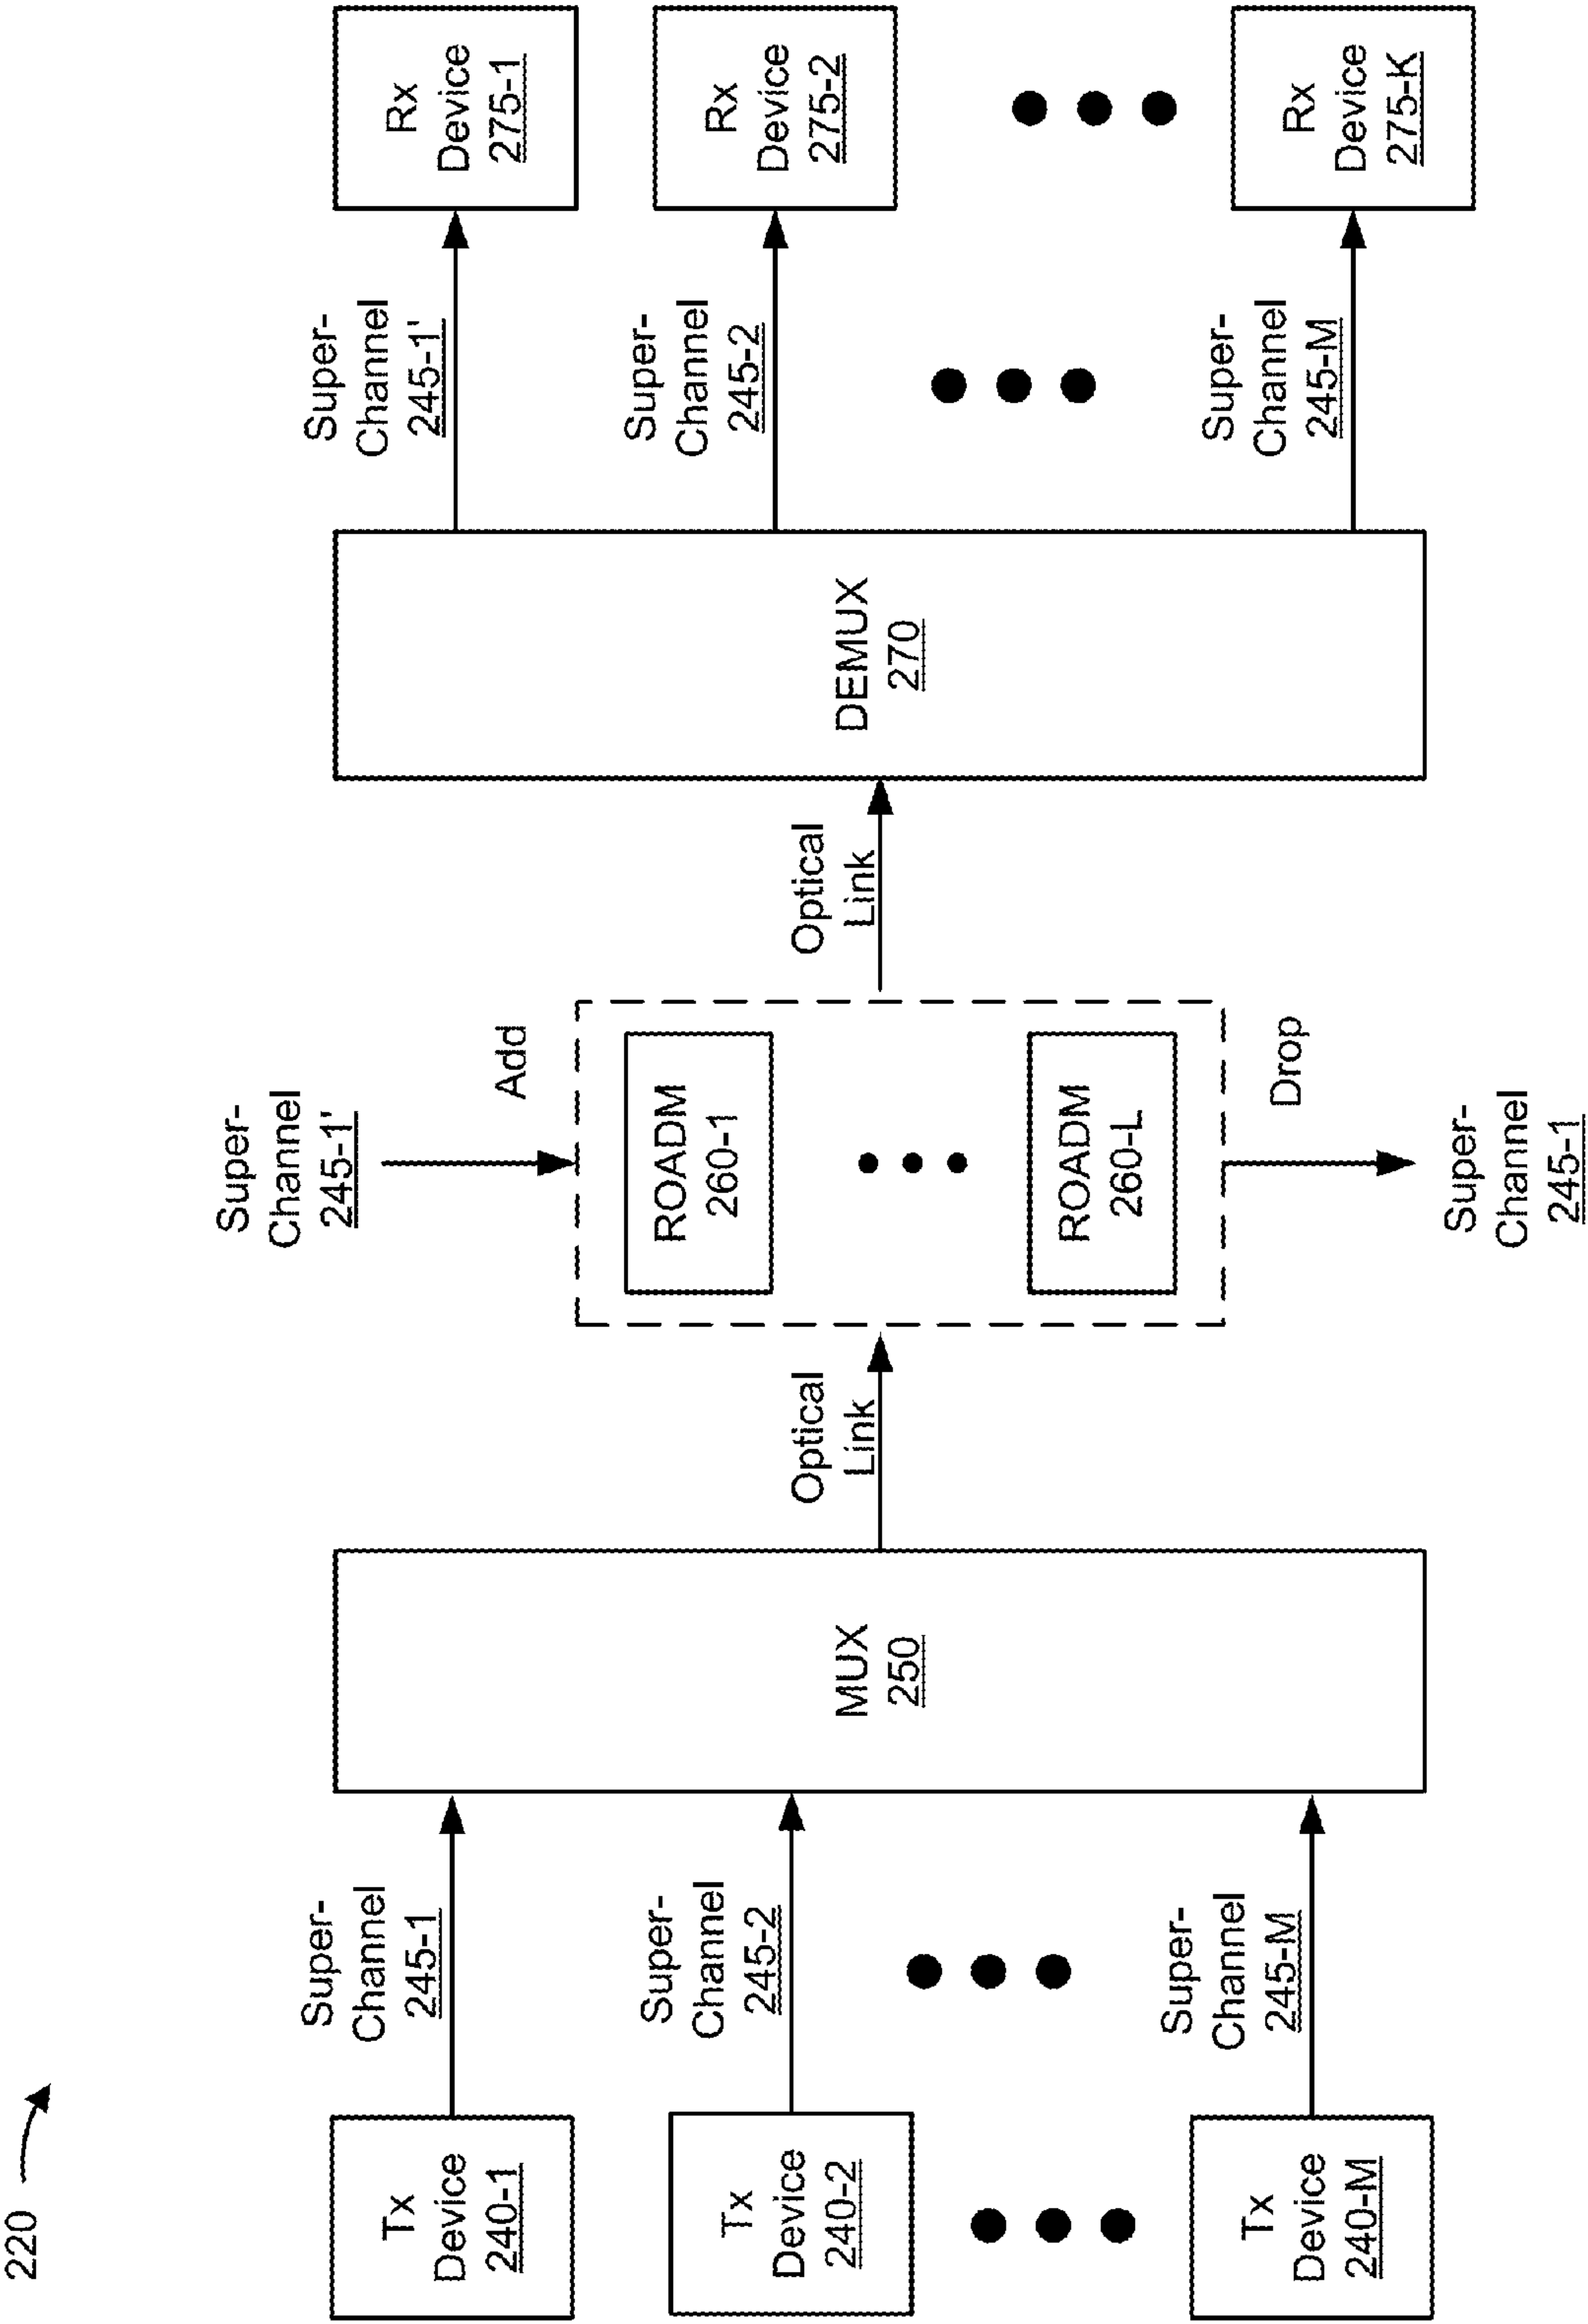 220
Tx
Device
240-1
Tx
Device
240-2
Tx
Device
240-M
Super-
Channel
245-1
Super-
Channel
245-2
Super-
Channel
245-M
MUX
250
Optical
Link
Super-
Channel
245-1'
Add
ROADM
260-1
ROADM
260-L
Drop
Super-
Channel
245-1
Optical
Link
DEMUX
270
Super-
Channel
245-1'
Super-
Channel
245-2
Super-
Channel
245-M
Rx
Device
275-1
Rx
Device
275-2
Rx
Device
275-K